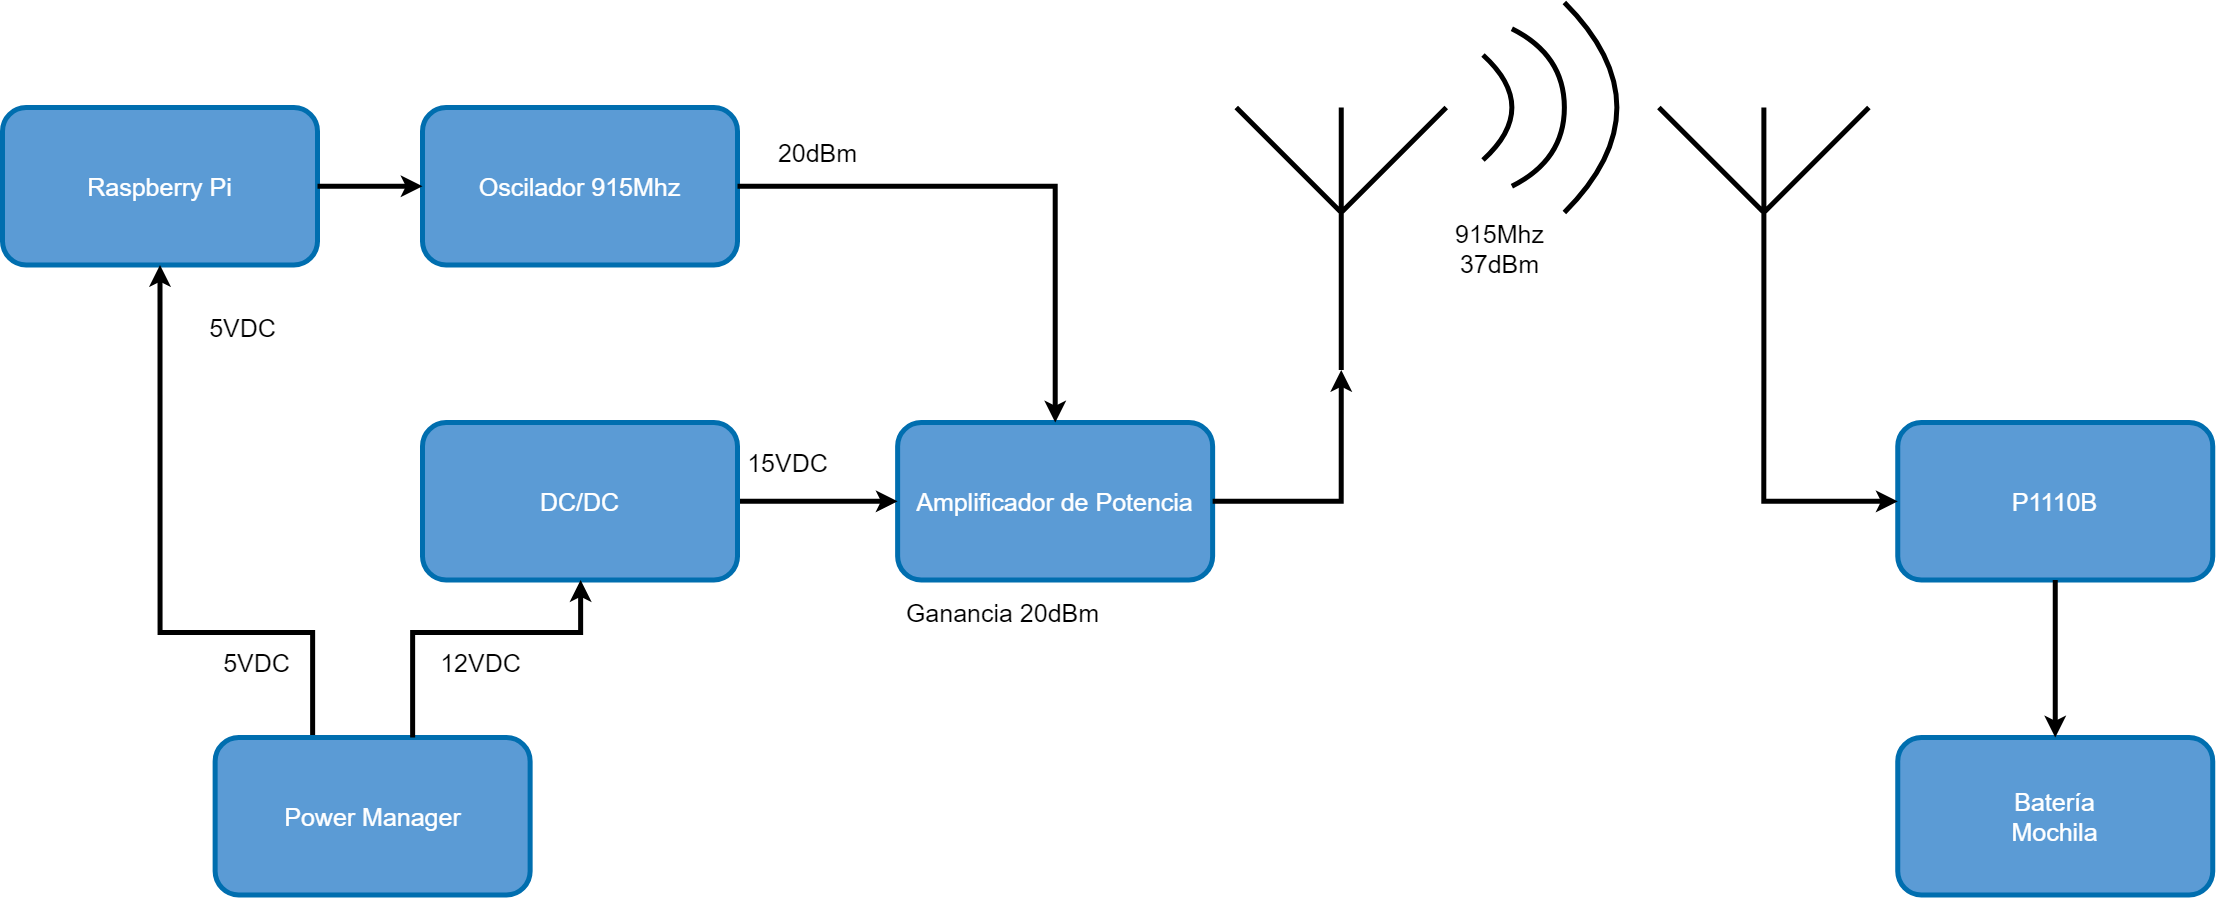 Raspberry Pi
Oscilador 915Mhz
20dBm
915Mhz
37dBm
5VDC
DC/DC
15VDC
Amplificador de Potencia
P1110B
Ganancia 20dBm
5VDC
12VDC
Power Manager
Batería
Mochila